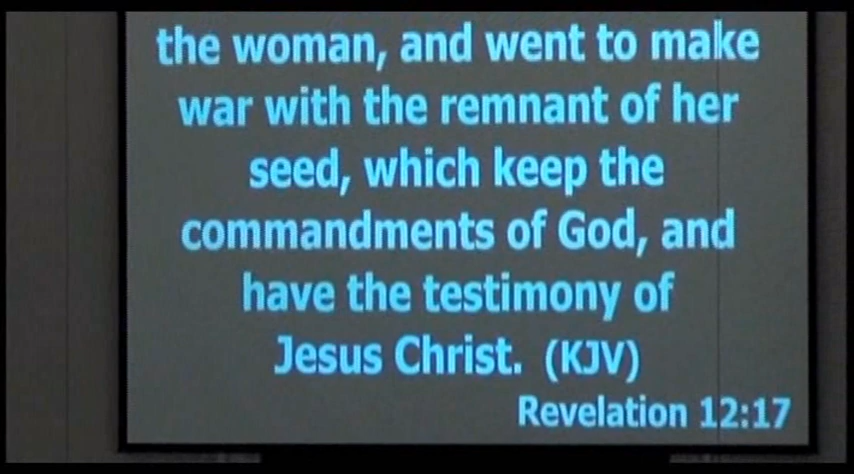 the woman, and went to make
war with the remnant of her
seed, which keep the
commandments of God, and
have the testimony of
Jesus Christ. (KJV)
Revelation 12:17